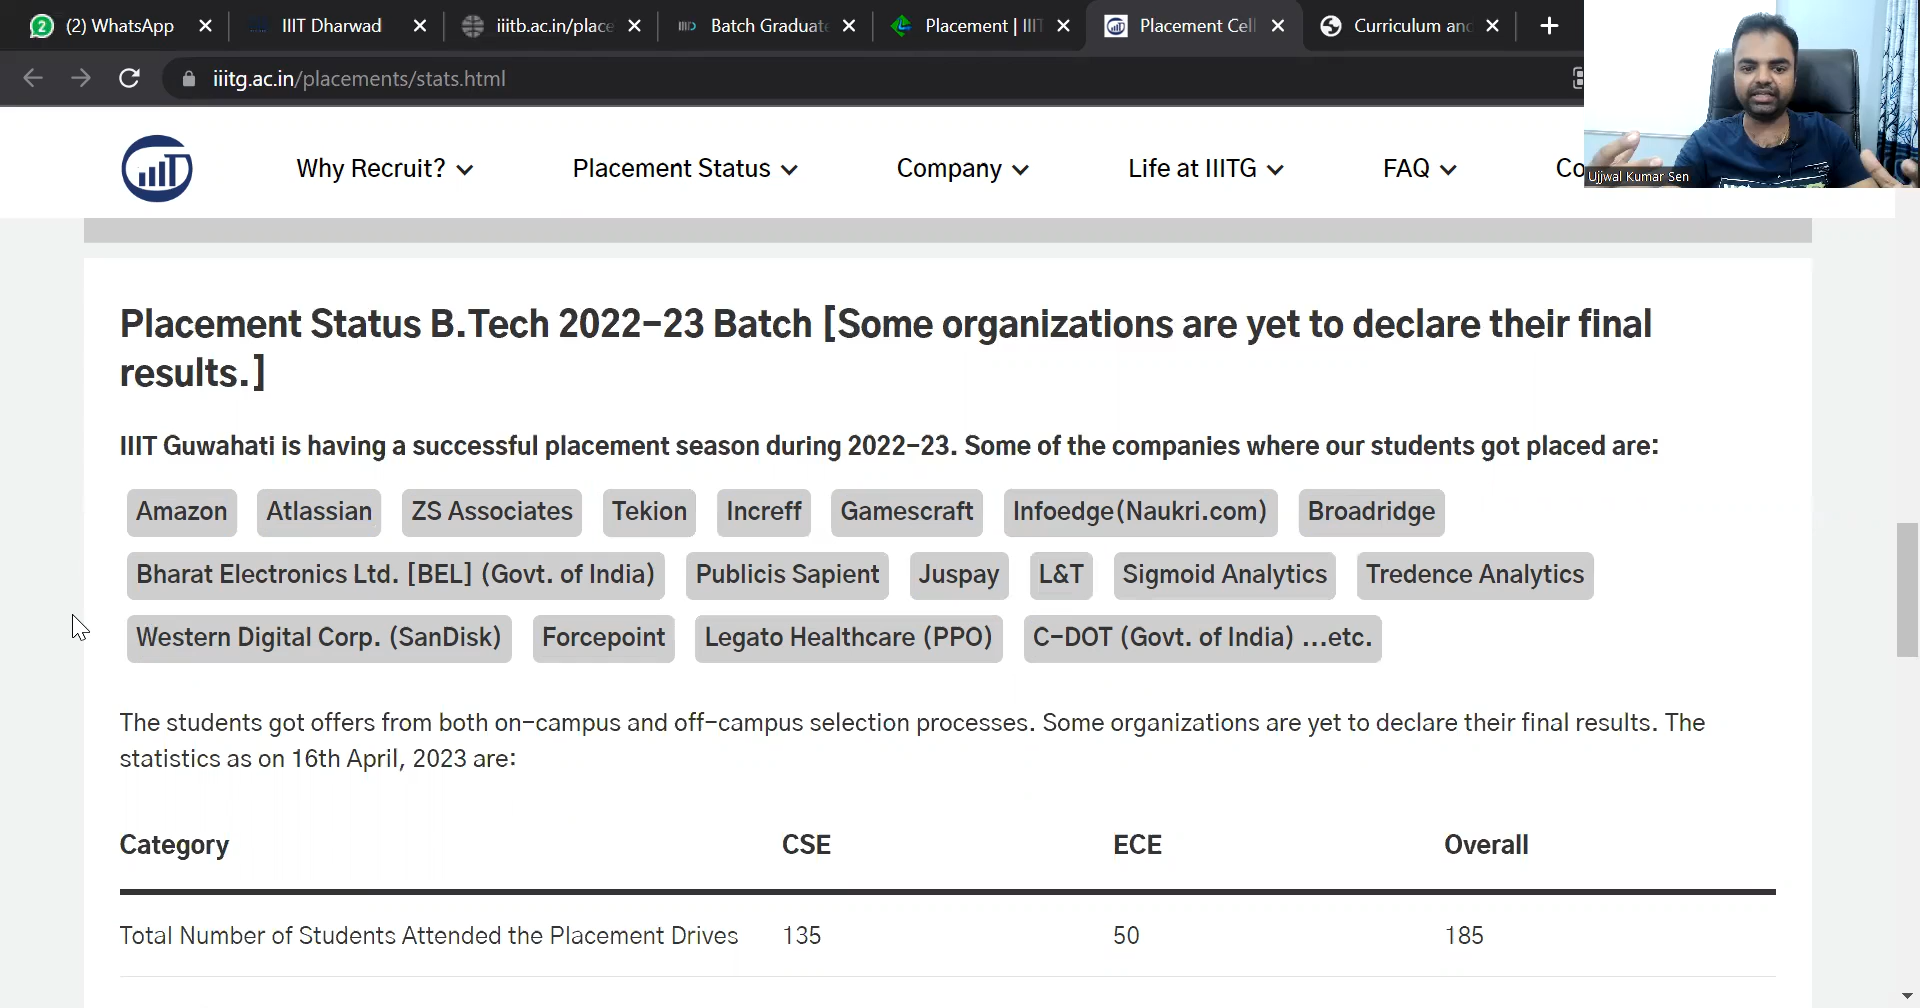 (2) WhatsApp
IIIT Dharwad
iiitb.ac.in/place
Batch Graduate
Placement | IIIT
Placement Cell
Curriculum and
iiitg.ac.in/placements/stats.html
Why Recruit?
Placement Status
Company
Life at IIITG
FAQ
Co
Ujjwal Kumar Sen
Placement Status B.Tech 2022-23 Batch [Some organizations are yet to declare their final
results.]
IIIT Guwahati is having a successful placement season during 2022-23. Some of the companies where our students got placed are:
Amazon Atlassian ZS Associates Tekion Increff Gamescraft Infoedge(Naukri.com) Broadridge
Bharat Electronics Ltd. [BEL] (Govt. of India) Publicis Sapient Juspay L&T Sigmoid Analytics Tredence Analytics
Western Digital Corp. (SanDisk) Forcepoint Legato Healthcare (PPO) C-DOT (Govt. of India) ...etc.
The students got offers from both on-campus and off-campus selection processes. Some organizations are yet to declare their final results. The
statistics as on 16th April, 2023 are:
Category CSE ECE Overall
Total Number of Students Attended the Placement Drives 135 50 185